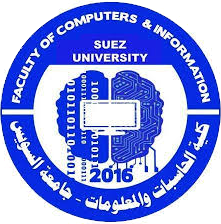 FACULTY OF COMPUTERS & INFORMATION
SUEZ
UNIVERSITY
2016
كلية الحاسبات والمعلومات - جامعة السويس